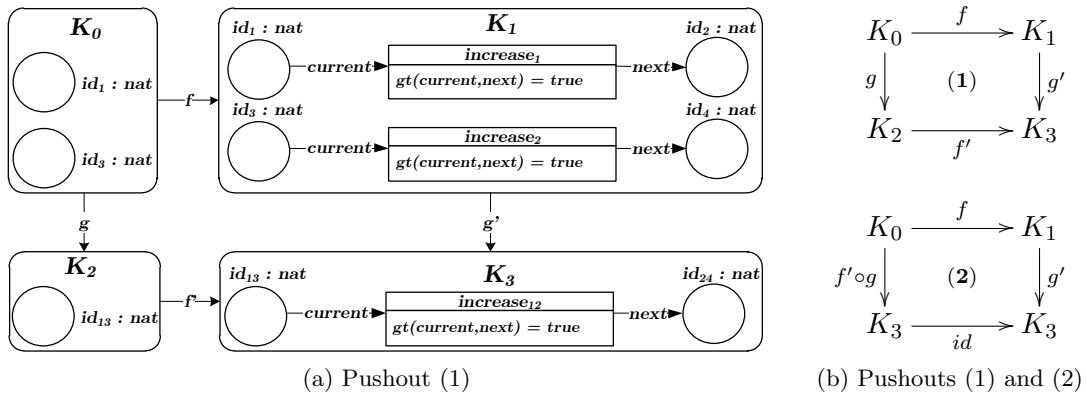 K0
id1 : nat
id3 : nat
f
K1
id1 : nat
id2 : nat
current
increase1
gt(current,next) = true
next
id3 : nat
id4 : nat
current
increase2
gt(current,next) = true
next
g
g'
K2
id13 : nat
f'
K3
id13 : nat
id24 : nat
current
increase12
gt(current,next) = true
next
(a) Pushout (1)
K0 f K1
g (1) g′
K2 f′ K3
K0 f K1
f′∘g (2) g′
K3 id K3
(b) Pushouts (1) and (2)